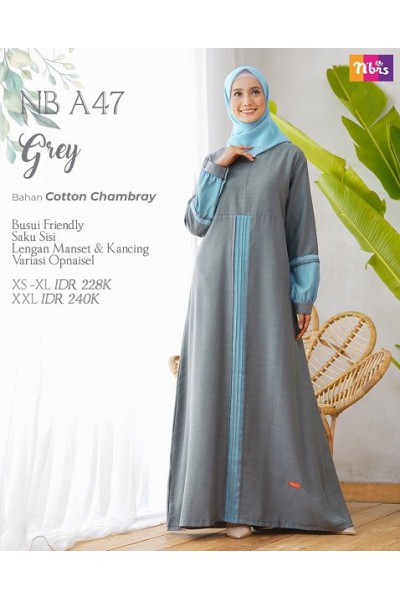 Nbrs
NB A47
Grey
Bahan Cotton Chambray
Busui Friendly
Saku Sisi
Lengan Manset & Kancing
Variasi Opnaisel
XS -XL IDR 228K
XXL IDR 240K